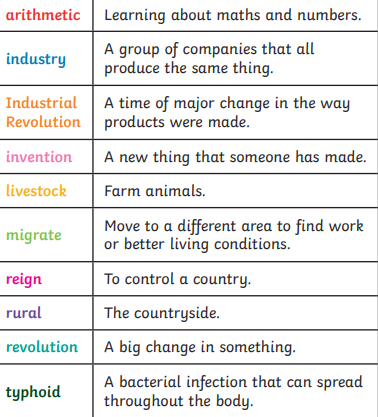 arithmetic
Learning about maths and numbers.
industry
A group of companies that all
produce the same thing.
Industrial
Revolution
A time of major change in the way
products were made.
invention
A new thing that someone has made.
livestock
Farm animals.
migrate
Move to a different area to find work
or better living conditions.
reign
To control a country.
rural
The countryside.
revolution
A big change in something.
typhoid
A bacterial infection that can spread
throughout the body.